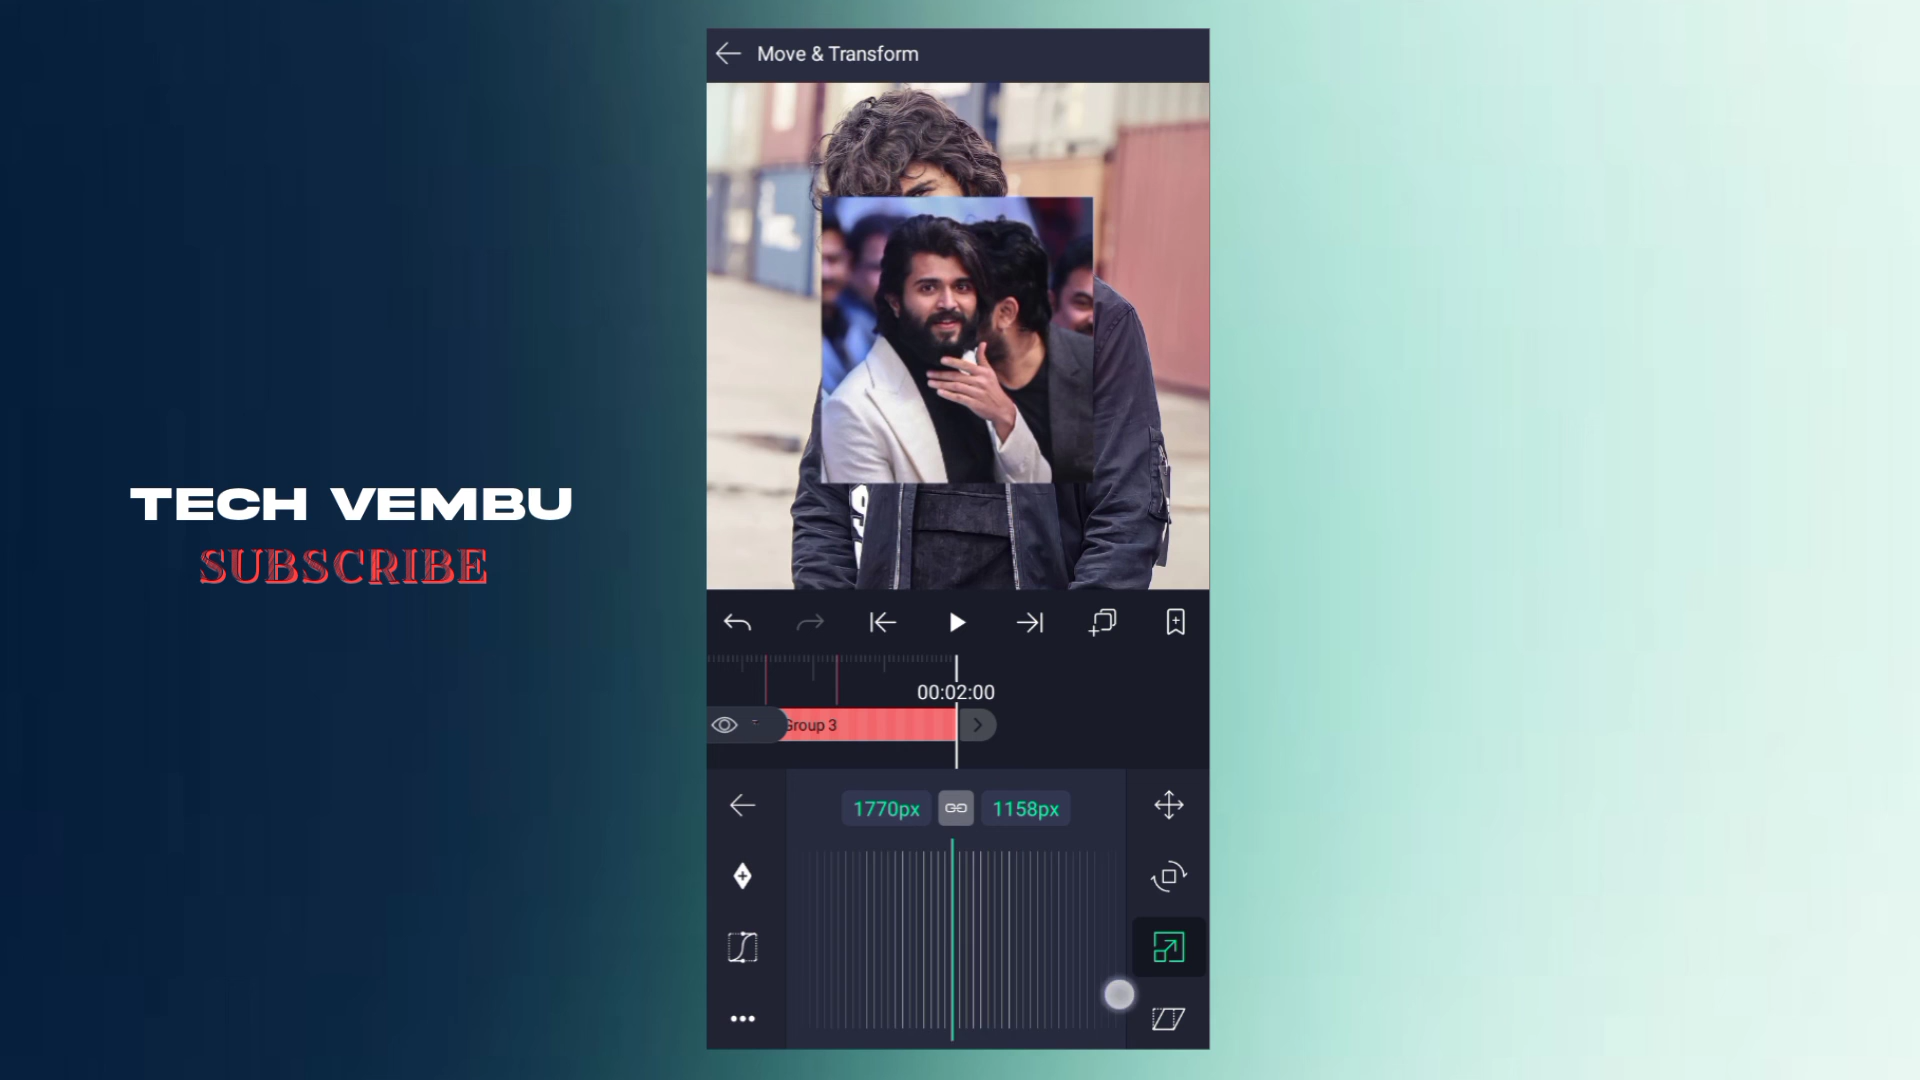 Move & Transform
TECH VEMBU
SUBSCRIBE
00:02:00
Group 3
1770px
1158px